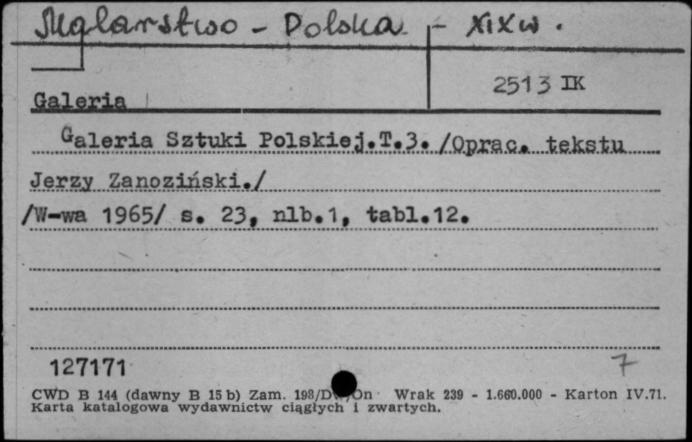 Malarstwo - Polska - XIX w.
2513 IK
Galeria
Galeria Sztuki Polskiej.T.3. /Oprac. tekstu
Jerzy Zanoziński./
/W-wa 1965/ s. 23, nlb.1, tabl.12.
127171
7
CWD B 144 (dawny B 15 b) Zam. 198/ Wrak 239 - 1.660.000 - Karton IV.71.
Karta katalogowa wydawnictw ciągłych i zwartych.